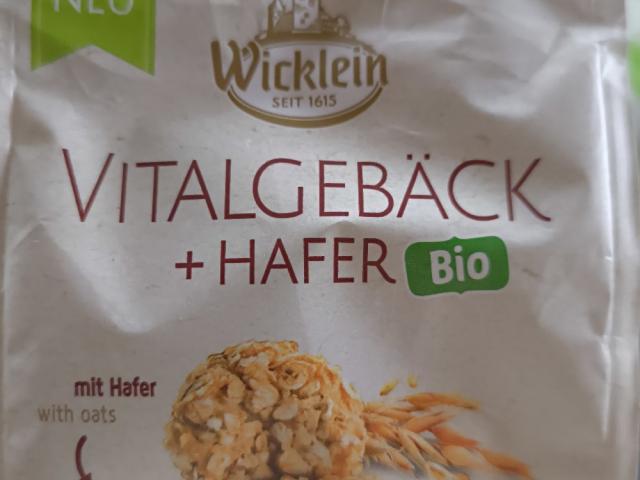 NEU
Wicklein
SEIT 1615
VITALGEBÄCK
+ HAFER Bio
mit Hafer
with oats